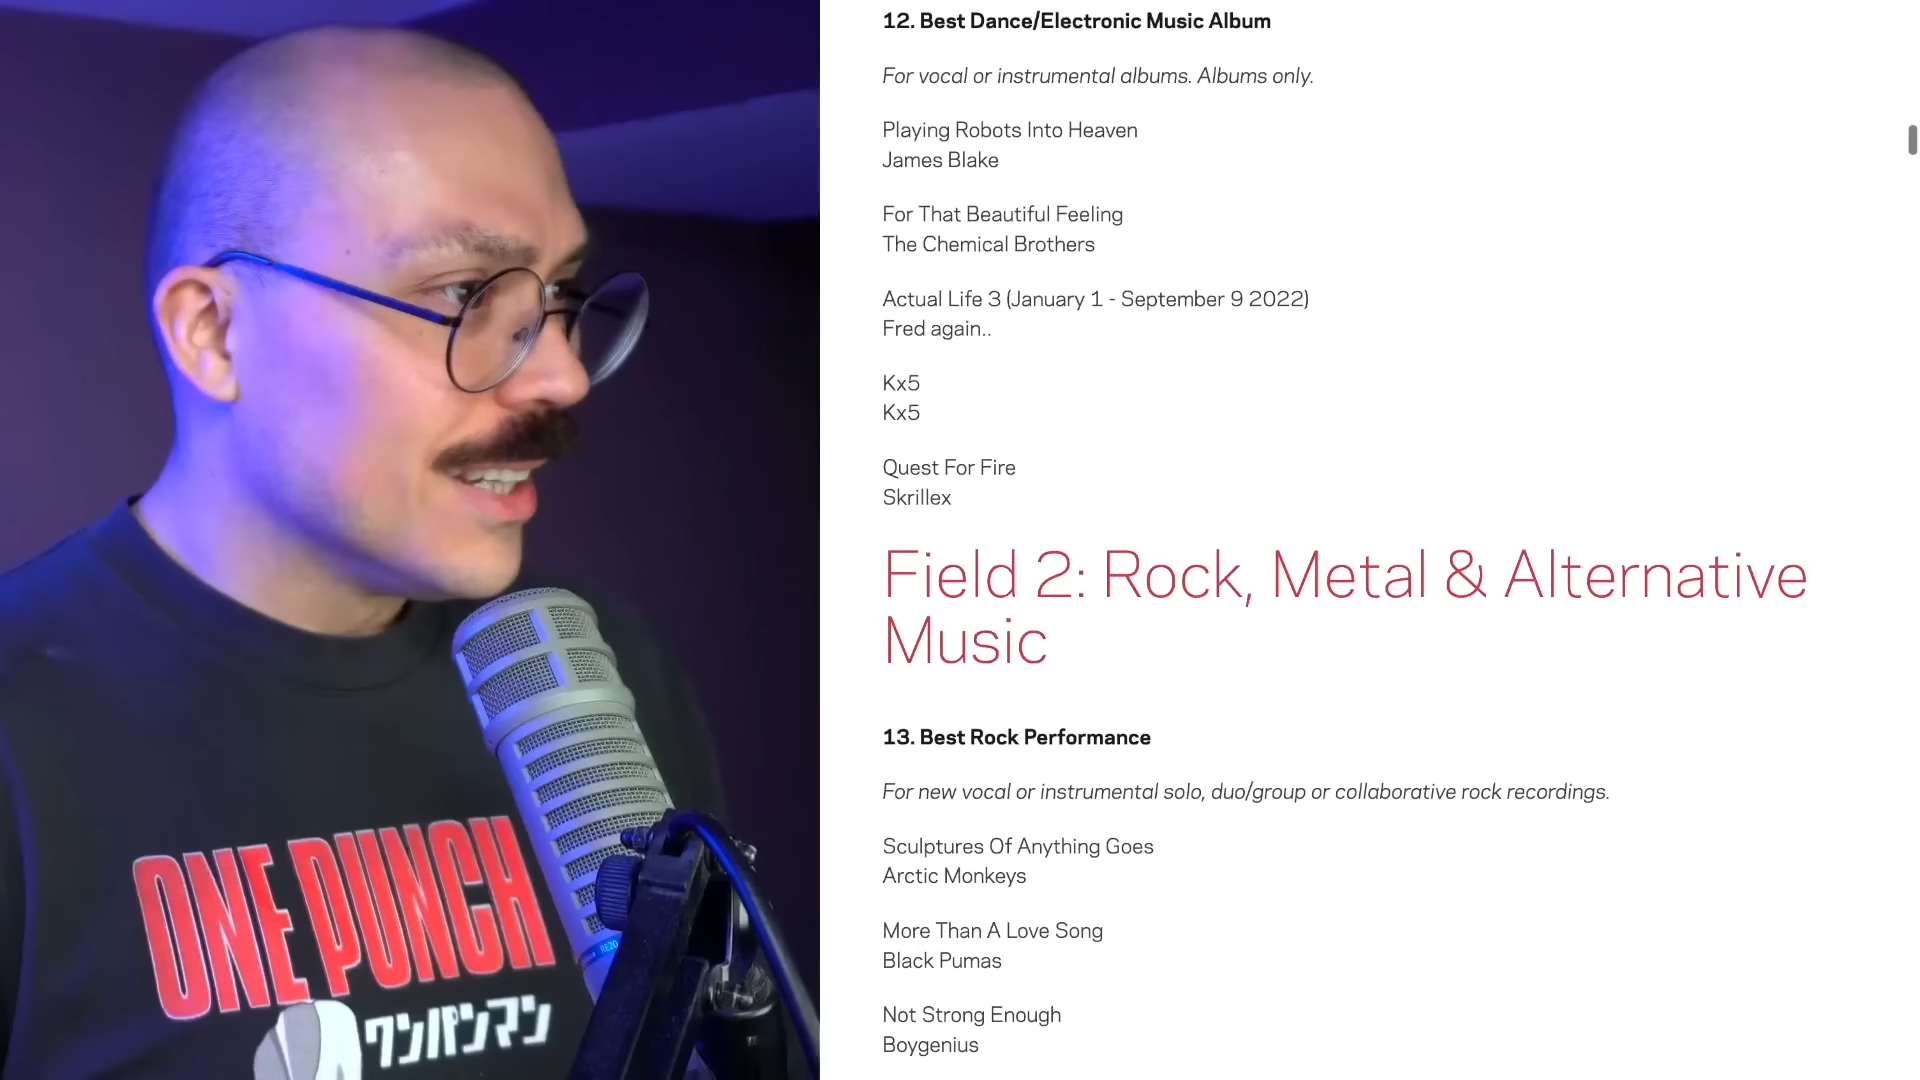 12. Best Dance/Electronic Music Album
For vocal or instrumental albums. Albums only.
Playing Robots Into Heaven
James Blake
For That Beautiful Feeling
The Chemical Brothers
Actual Life 3 (January 1 - September 9 2022)
Fred again..
Kx5
Kx5
Quest For Fire
Skrillex
Field 2: Rock, Metal & Alternative
Music
13. Best Rock Performance
For new vocal or instrumental solo, duo/group or collaborative rock recordings.
Sculptures Of Anything Goes
Arctic Monkeys
More Than A Love Song
Black Pumas
Not Strong Enough
Boygenius
ONE PUNCH
ワンパンマン
RE20